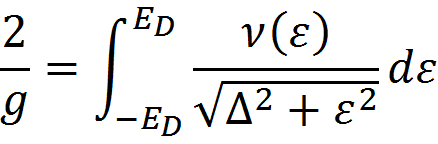 2/g = ∫_{-E_D}^{E_D} ν(ε)/√(Δ² + ε²) dε